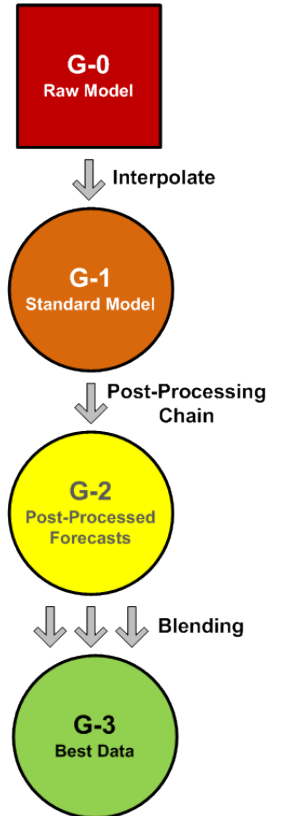 G-0
Raw Model
Interpolate
G-1
Standard Model
Post-Processing
Chain
G-2
Post-Processed
Forecasts
Blending
G-3
Best Data